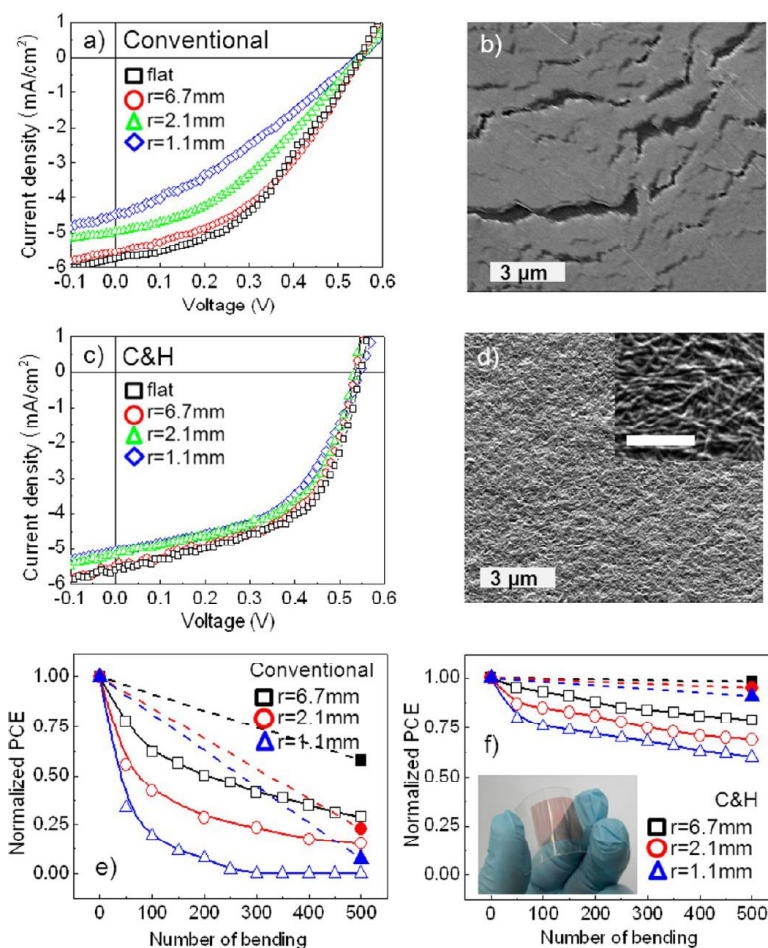 a) Conventional
flat
r=6.7mm
r=2.1mm
r=1.1mm
Current density (mA/cm²)
1
0
-1
-2
-3
-4
-5
-6
-0.1 0.0 0.1 0.2 0.3 0.4 0.5 0.6
Voltage (V)
b)
3 µm
c) C&H
flat
r=6.7mm
r=2.1mm
r=1.1mm
Current density (mA/cm²)
1
0
-1
-2
-3
-4
-5
-6
-0.1 0.0 0.1 0.2 0.3 0.4 0.5 0.6
Voltage (V)
d)
3 µm
Conventional
r=6.7mm
r=2.1mm
r=1.1mm
Normalized PCE
1.00
0.75
0.50
0.25
0.00
e)
0 100 200 300 400 500
Number of bending
f)
C&H
r=6.7mm
r=2.1mm
r=1.1mm
Normalized PCE
1.00
0.75
0.50
0.25
0.00
0 100 200 300 400 500
Number of bending